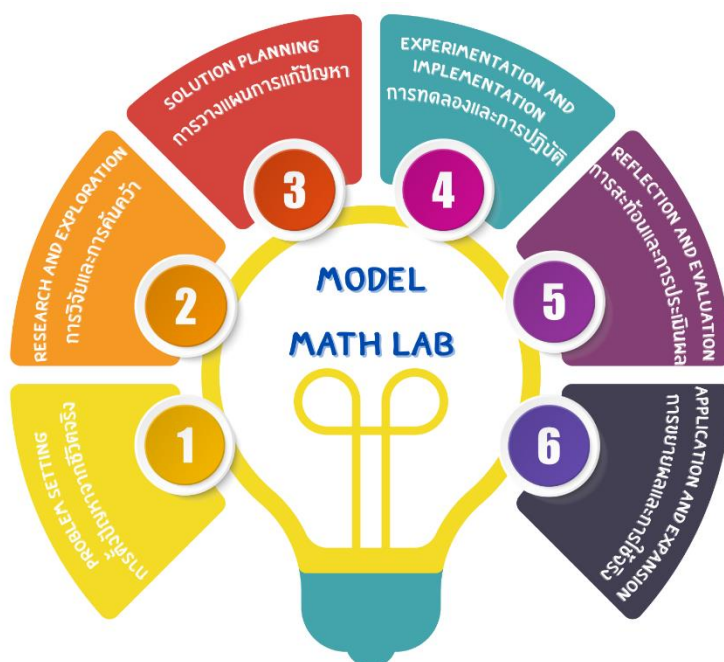 MODEL
MATH LAB
1
PROBLEM SETTING
การตั้งปัญหาจากชีวิตจริง
2
RESEARCH AND EXPLORATION
การวิจัยและการค้นคว้า
3
SOLUTION PLANNING
การวางแผนการแก้ปัญหา
4
EXPERIMENTATION AND
IMPLEMENTATION
การทดลองและการปฏิบัติ
5
REFLECTION AND EVALUATION
การสะท้อนและการประเมินผล
6
APPLICATION AND EXPANSION
การขยายผลและการใช้จริง